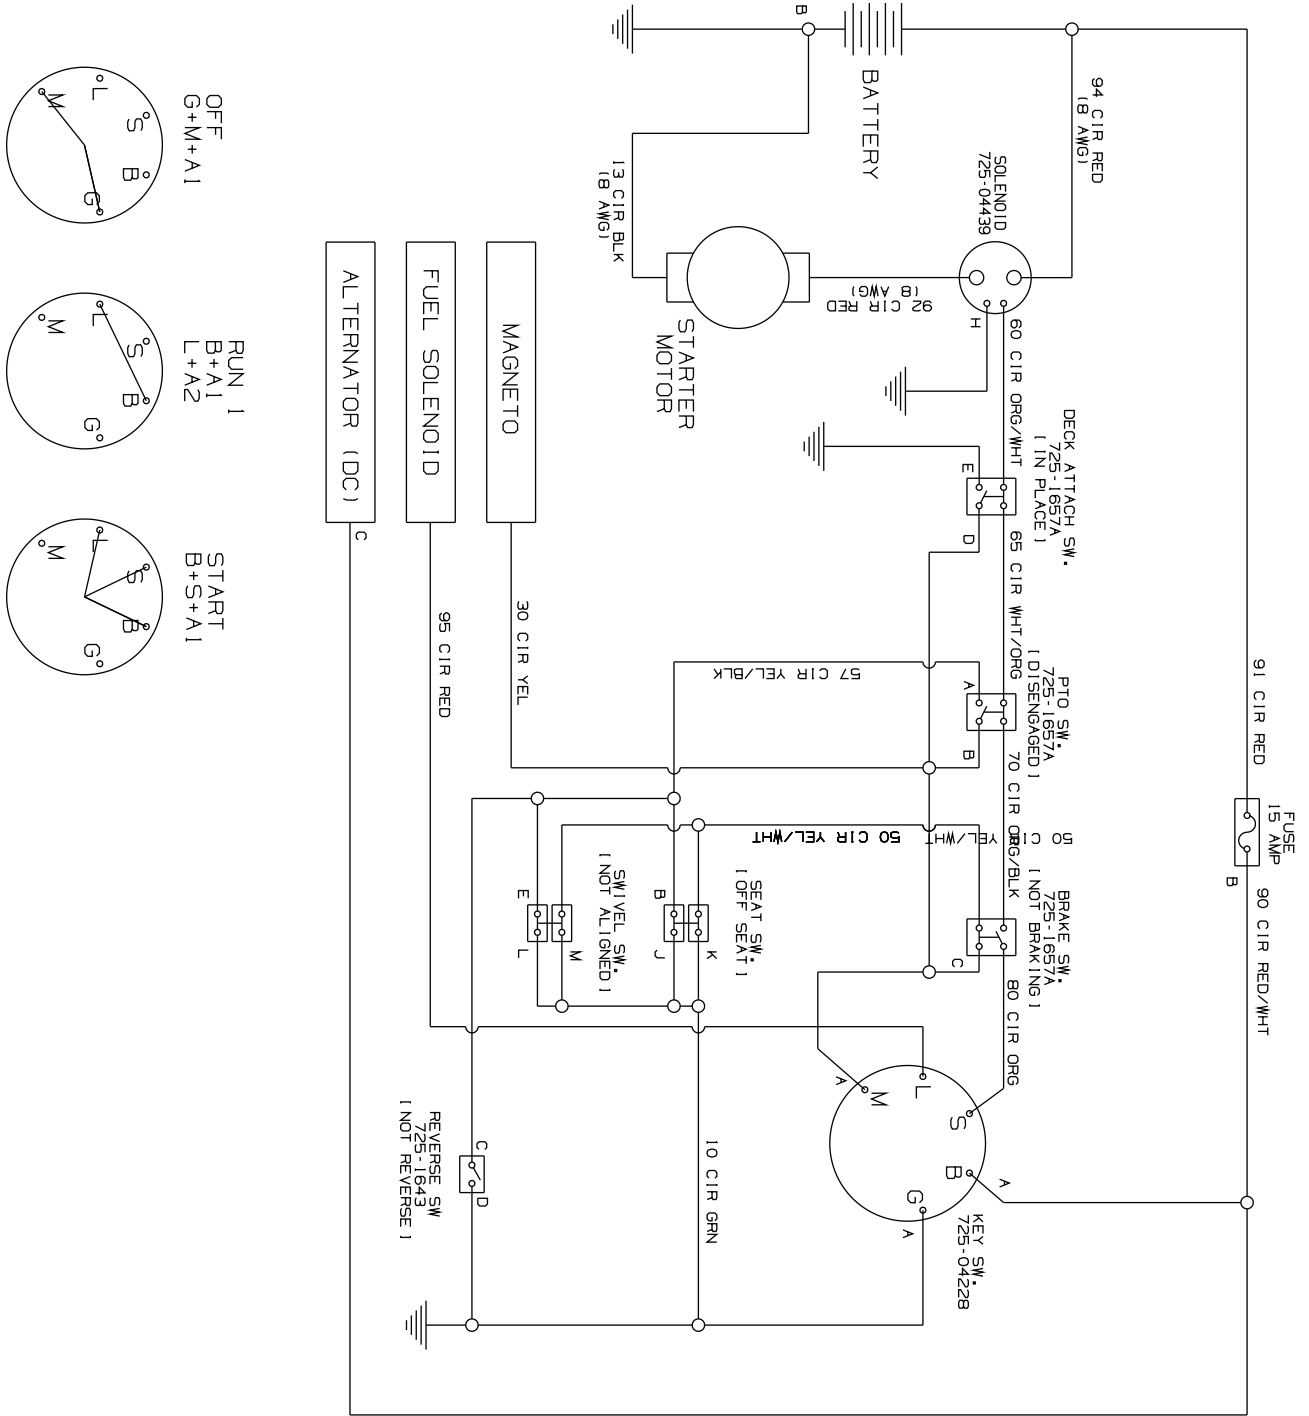 B
BATTERY
94 CIR RED
(8 AWG)
13 CIR BLK
(8 AWG)
SOLENOID
725-04439
92 CIR RED
(8 AWG)
STARTER
MOTOR
H
60 CIR ORG/WHT
DECK ATTACH SW.
725-1657A
[ IN PLACE ]
E
D
65 CIR WHT/ORG
57 CIR YEL/BLK
PTO SW.
725-1657A
[ DISENGAGED ]
A
B
70 CIR ORG/BLK
50 CIR YEL/WHT
50 CIR YEL/WHT
BRAKE SW.
725-1657A
[ NOT BRAKING ]
C
80 CIR ORG
91 CIR RED
FUSE
15 AMP
B
90 CIR RED/WHT
MAGNETO
FUEL SOLENOID
ALTERNATOR (DC)
C
30 CIR YEL
95 CIR RED
SEAT SW.
[ OFF SEAT ]
B
J
K
SWIVEL SW.
[ NOT ALIGNED ]
E
L
M
10 CIR GRN
REVERSE SW
725-1643
[ NOT REVERSE ]
C
D
KEY SW.
725-04228
A
M
L
S
B
A
G
A
OFF
G+M+A1
L
M
S
B
G
RUN 1
B+A1
L+A2
L
M
S
B
G
START
B+S+A1
L
M
S
B
G